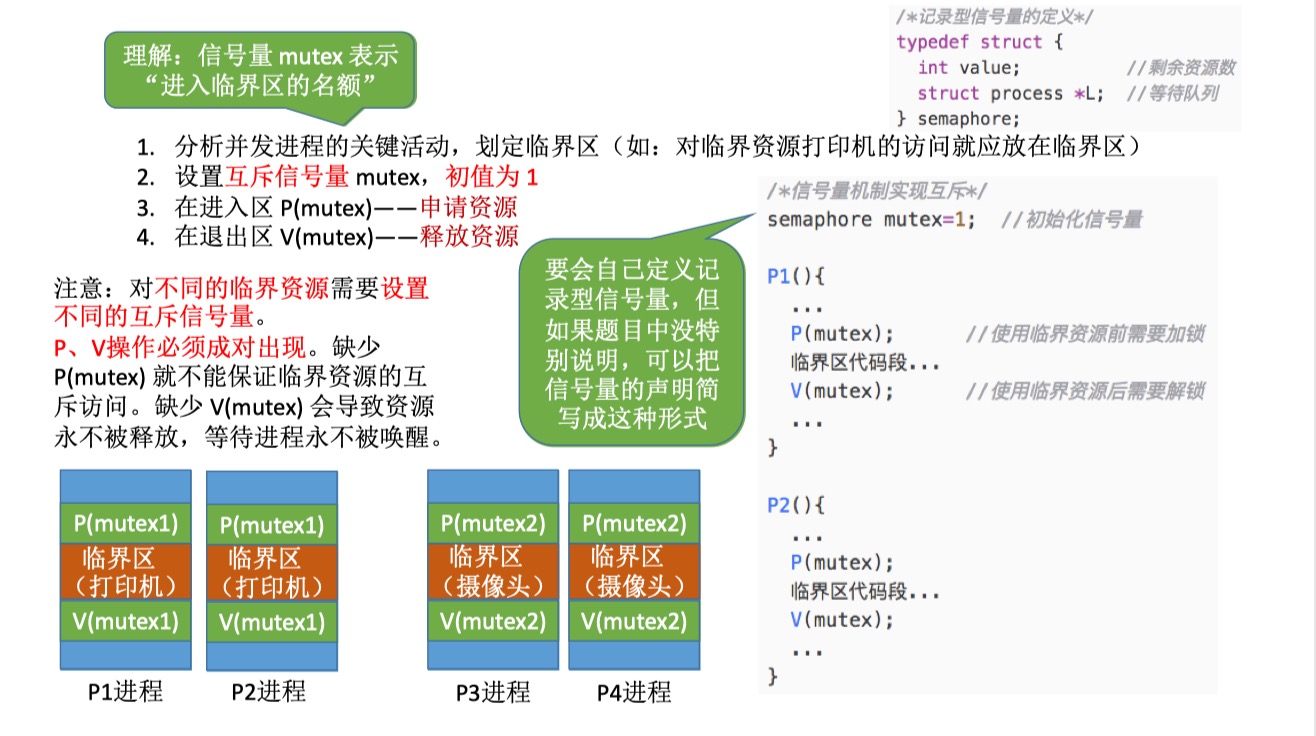 理解：信号量 mutex 表示
“进入临界区的名额”
/*记录型信号量的定义*/
typedef struct {
int value; //剩余资源数
struct process *L; //等待队列
} semaphore;
1. 分析并发进程的关键活动，划定临界区（如：对临界资源打印机的访问就应放在临界区）
2. 设置互斥信号量 mutex，初值为 1
3. 在进入区 P(mutex)——申请资源
4. 在退出区 V(mutex)——释放资源
注意：对不同的临界资源需要设置
不同的互斥信号量。
P、V操作必须成对出现。缺少
P(mutex) 就不能保证临界资源的互
斥访问。缺少 V(mutex) 会导致资源
永不被释放，等待进程永不被唤醒。
要会自己定义记
录型信号量，但
如果题目中没特
别说明，可以把
信号量的声明简
写成这种形式
/*信号量机制实现互斥*/
semaphore mutex=1; //初始化信号量
P1(){
...
P(mutex); //使用临界资源前需要加锁
临界区代码段...
V(mutex); //使用临界资源后需要解锁
...
}
P2(){
...
P(mutex);
临界区代码段...
V(mutex);
...
}
P(mutex1)
临界区
（打印机）
V(mutex1)
P1进程
P(mutex1)
临界区
（打印机）
V(mutex1)
P2进程
P(mutex2)
临界区
（摄像头）
V(mutex2)
P3进程
P(mutex2)
临界区
（摄像头）
V(mutex2)
P4进程